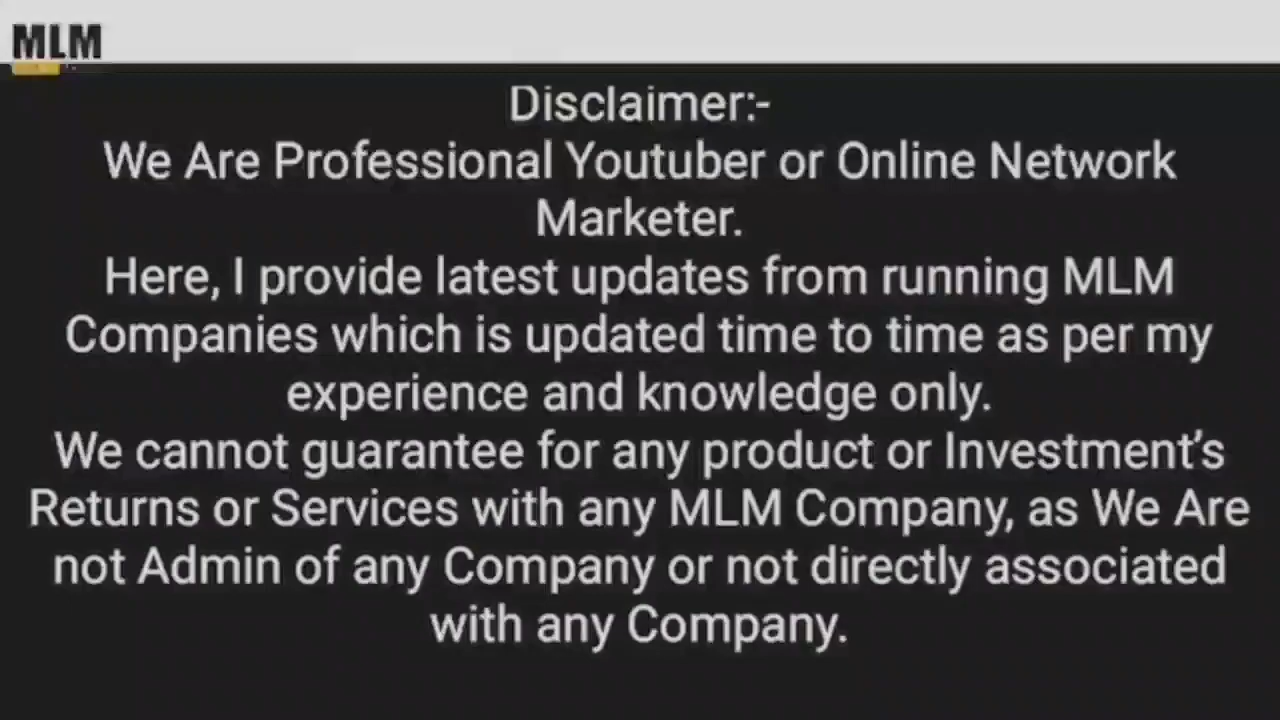 MLM
Disclaimer:-
We Are Professional Youtuber or Online Network
Marketer.
Here, I provide latest updates from running MLM
Companies which is updated time to time as per my
experience and knowledge only.
We cannot guarantee for any product or Investment's
Returns or Services with any MLM Company, as We Are
not Admin of any Company or not directly associated
with any Company.